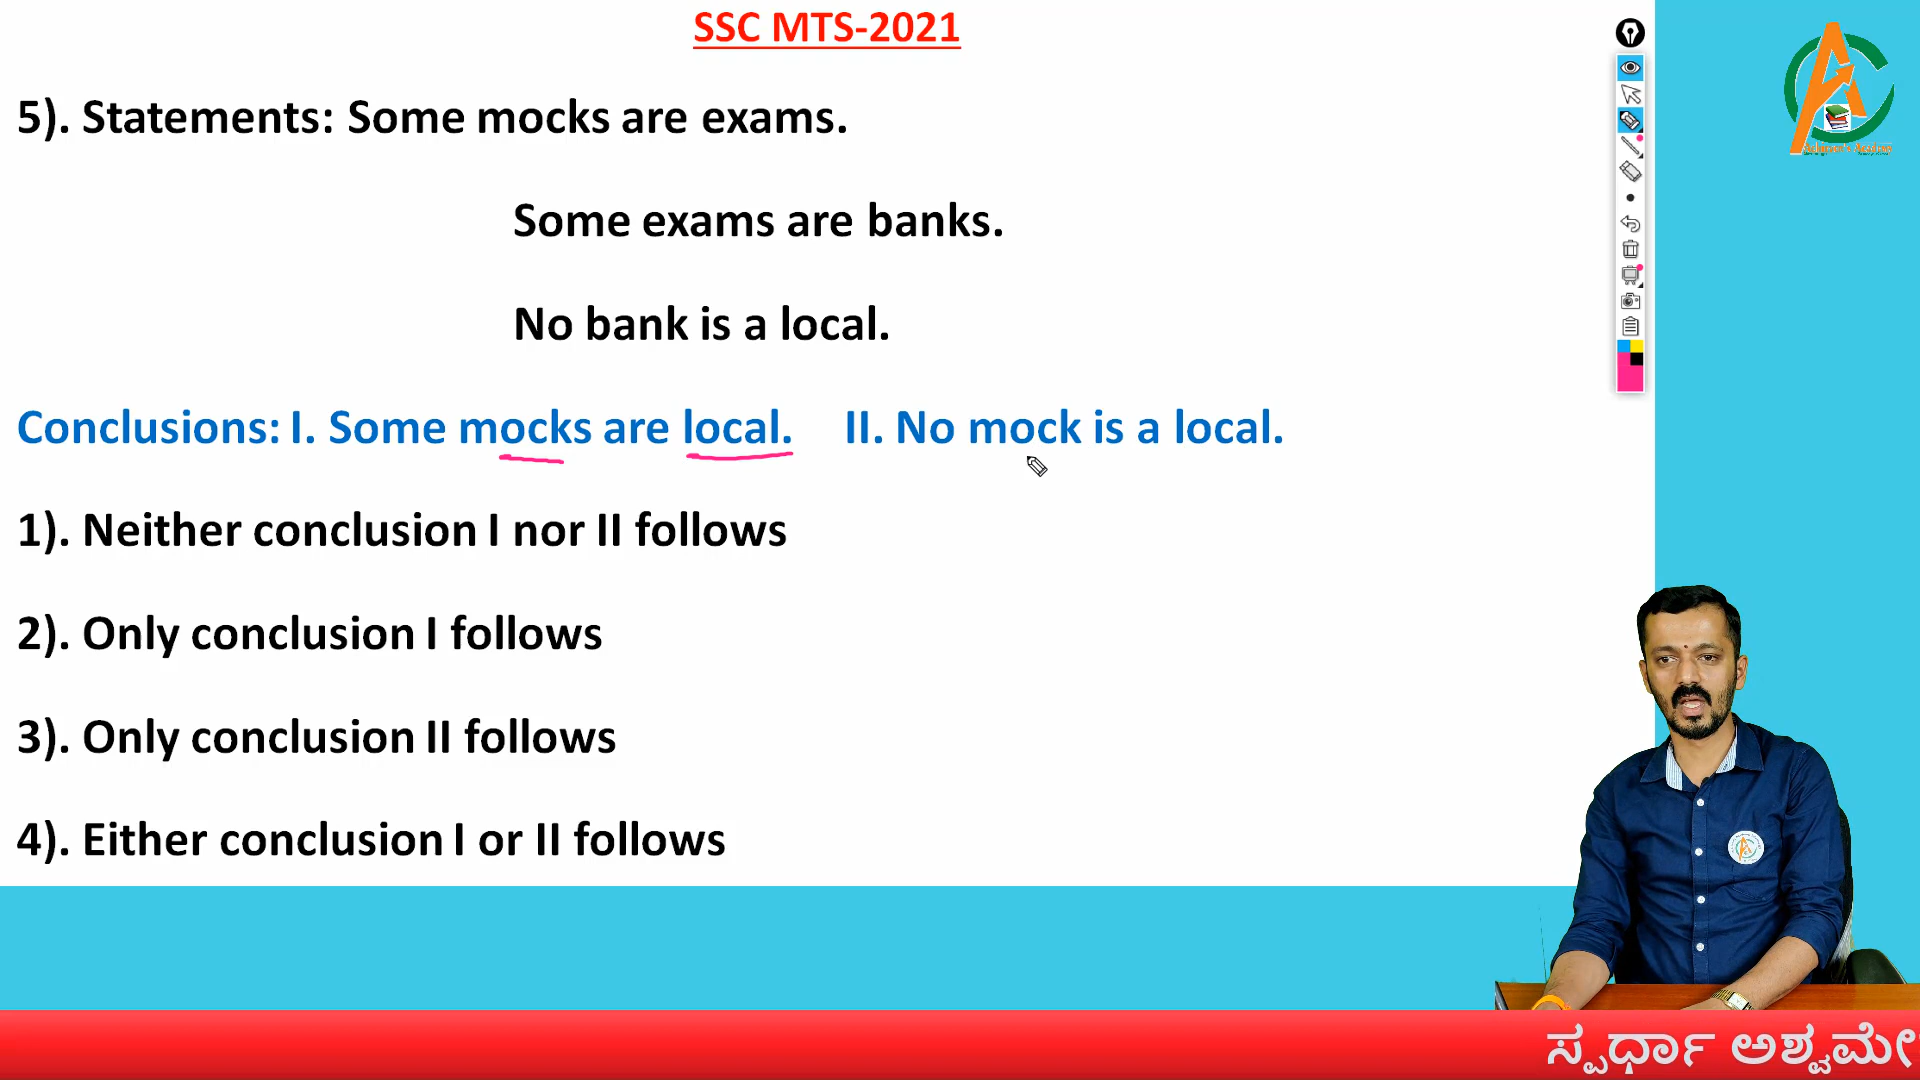 SSC MTS-2021
5). Statements: Some mocks are exams.
Some exams are banks.
No bank is a local.
Conclusions: I. Some mocks are local. II. No mock is a local.
1). Neither conclusion I nor II follows
2). Only conclusion I follows
3). Only conclusion II follows
4). Either conclusion I or II follows
ಸ್ಪರ್ಧಾ ಅಶ್ವಮೇ